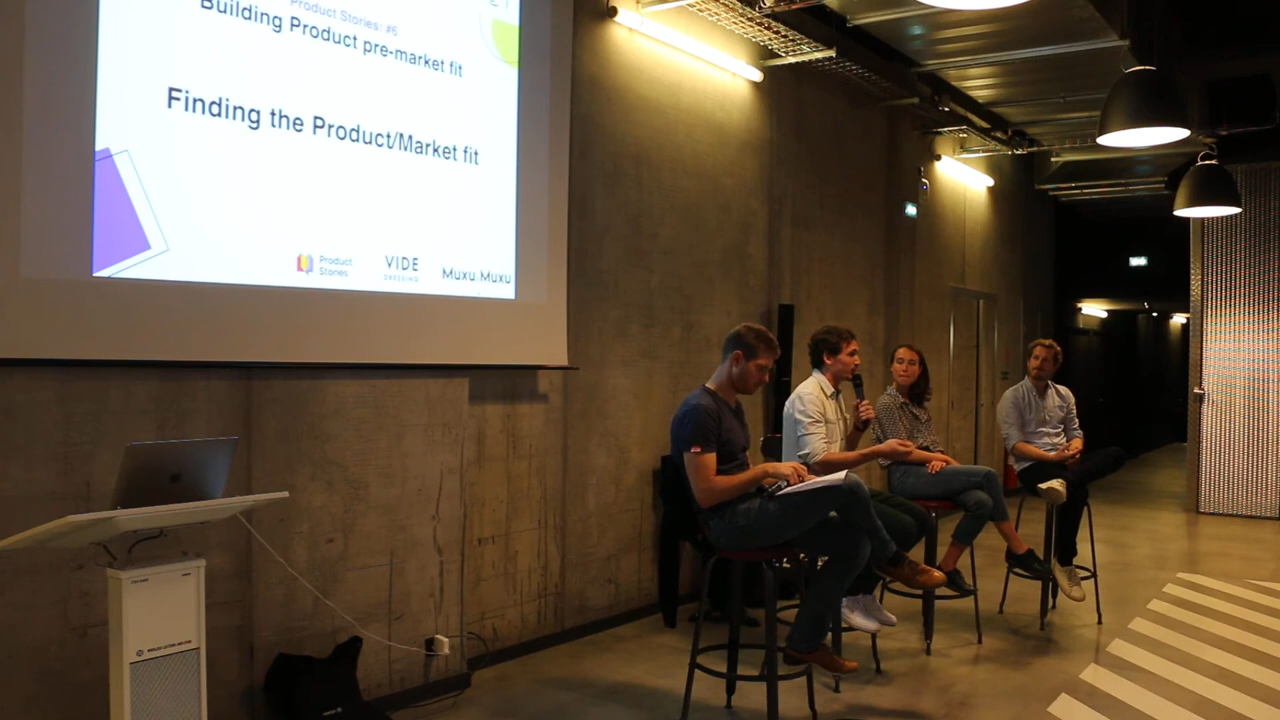 Product Stories: #6
Building Product pre-market fit
Finding the Product/Market fit
Product
Stories
VIDE
DRESSING
Muxu Muxu